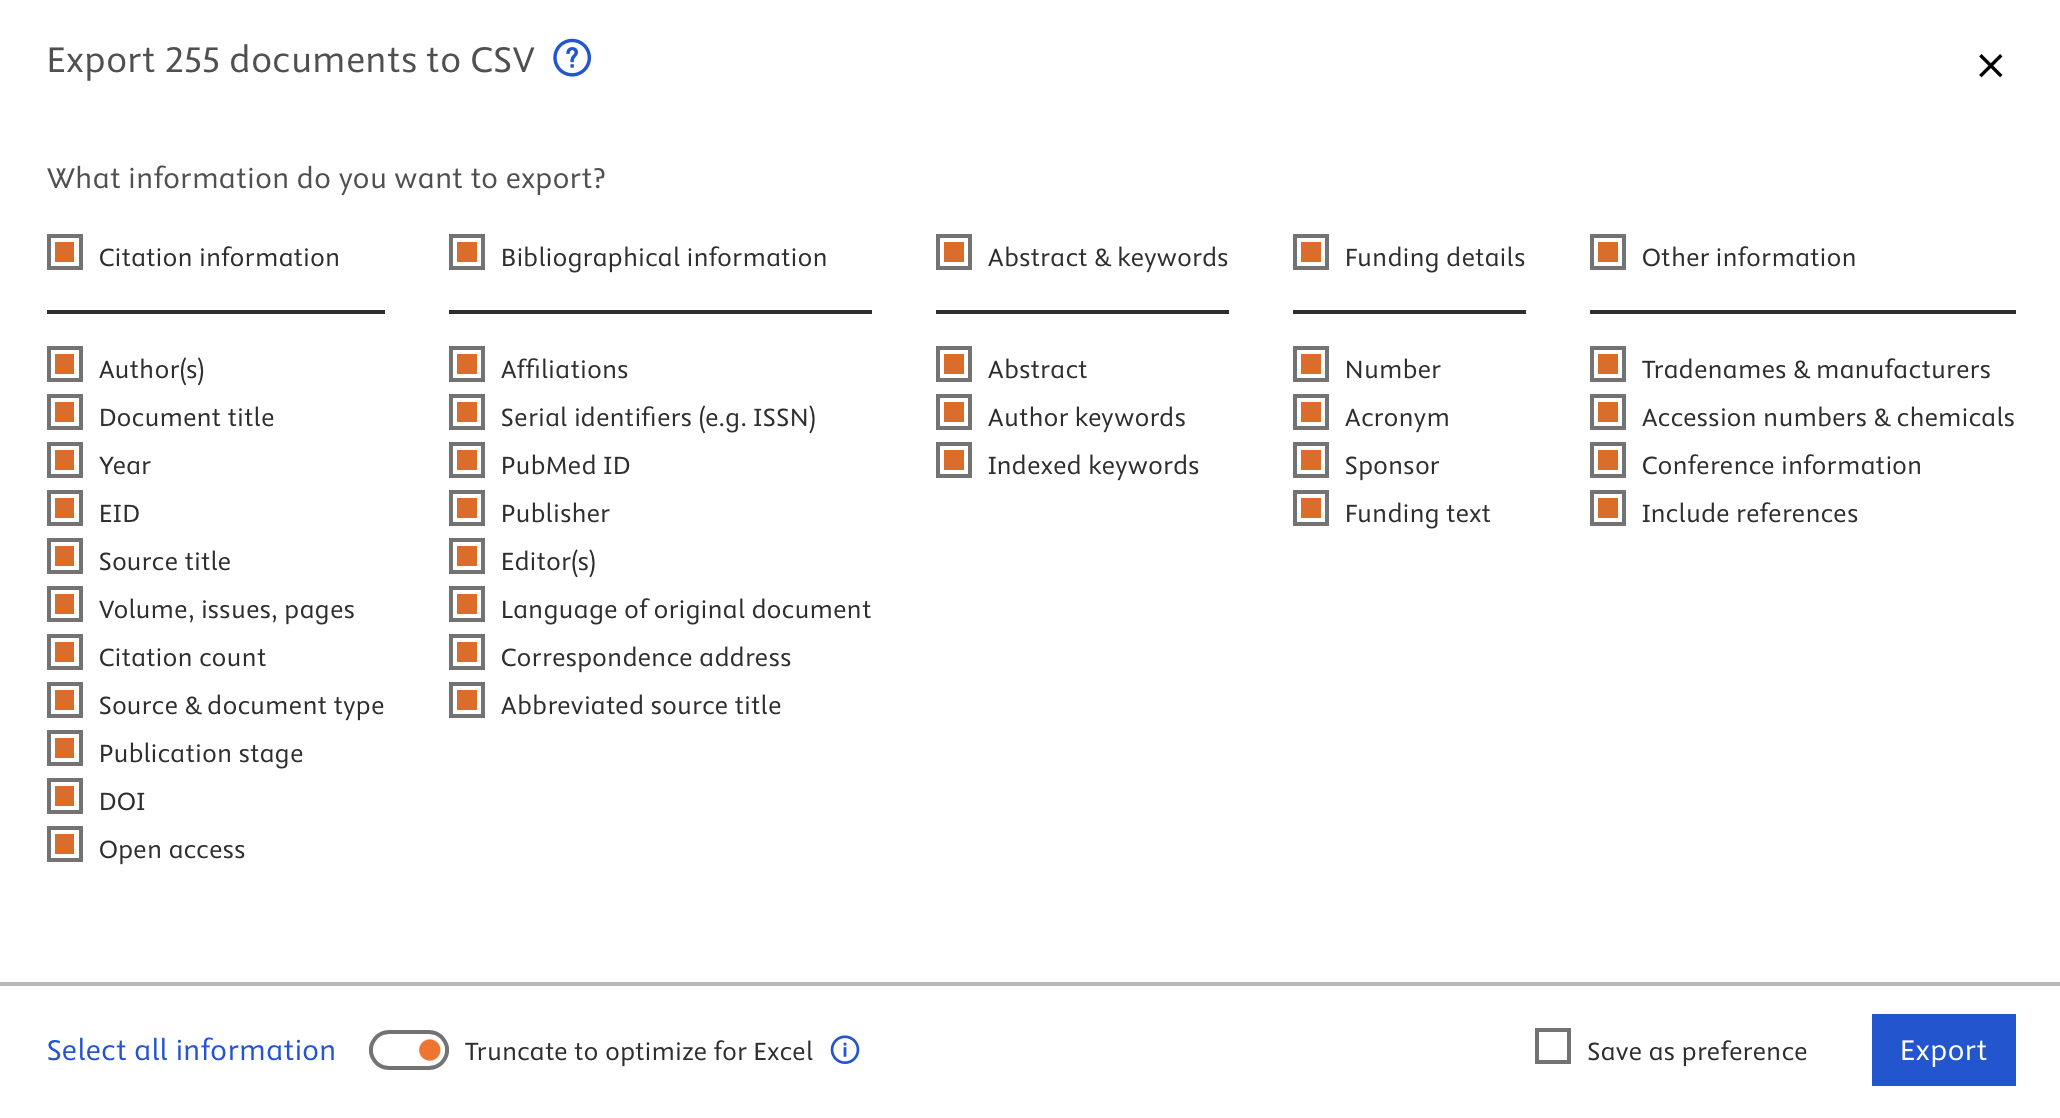 Export 255 documents to CSV ?
What information do you want to export?
Citation information
Author(s)
Document title
Year
EID
Source title
Volume, issues, pages
Citation count
Source & document type
Publication stage
DOI
Open access
Bibliographical information
Affiliations
Serial identifiers (e.g. ISSN)
PubMed ID
Publisher
Editor(s)
Language of original document
Correspondence address
Abbreviated source title
Abstract & keywords
Abstract
Author keywords
Indexed keywords
Funding details
Number
Acronym
Sponsor
Funding text
Other information
Tradenames & manufacturers
Accession numbers & chemicals
Conference information
Include references
Select all information
Truncate to optimize for Excel i
Save as preference
Export